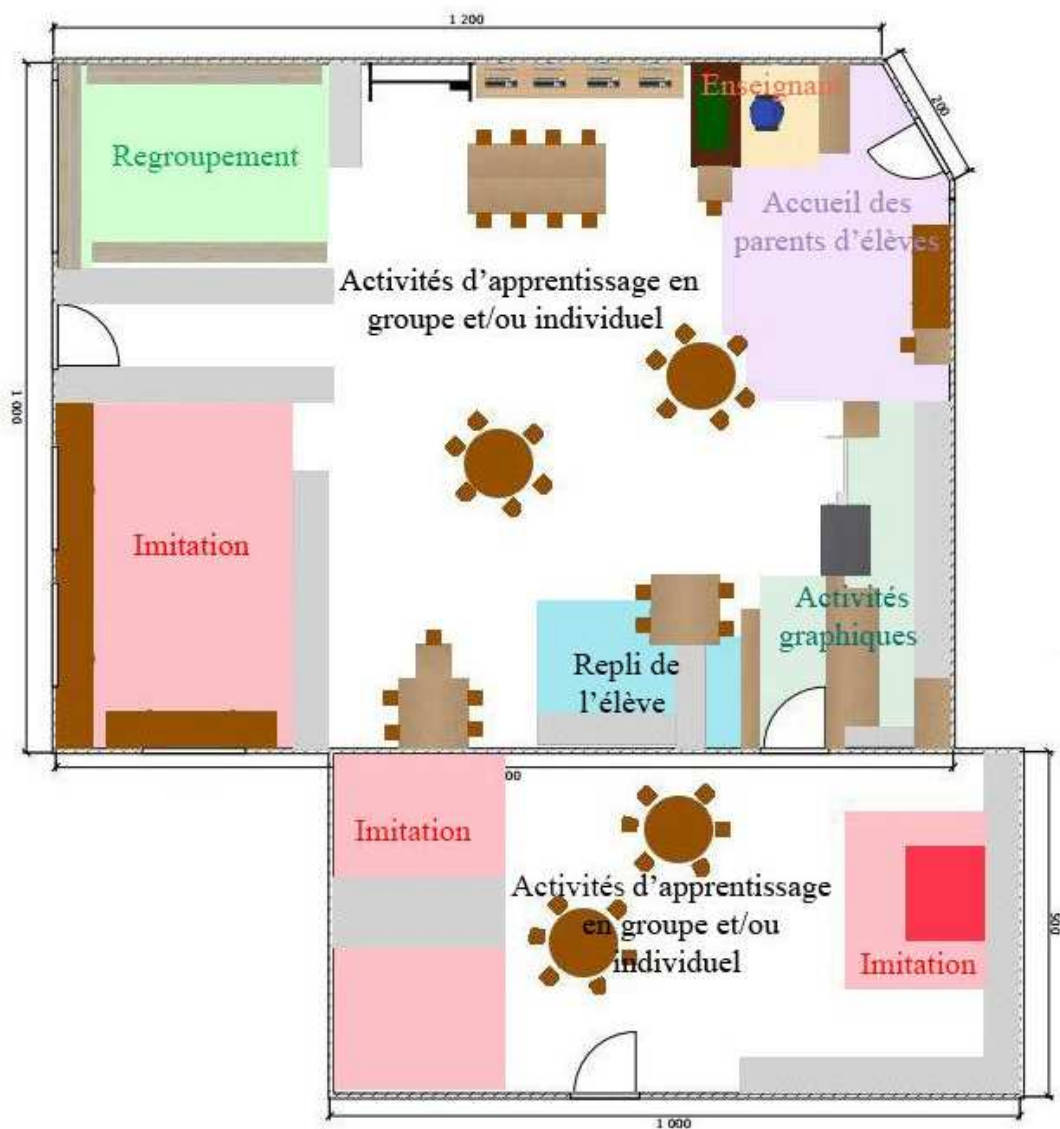 1 200
200
Enseignant
Regroupement
Accueil des
parents d'élèves
Activités d'apprentissage en
groupe et/ou individuel
1 000
Imitation
Activités
graphiques
Repli de
l'élève
00
Imitation
Activités d'apprentissage
en groupe et/ou
individuel
Imitation
500
1 000